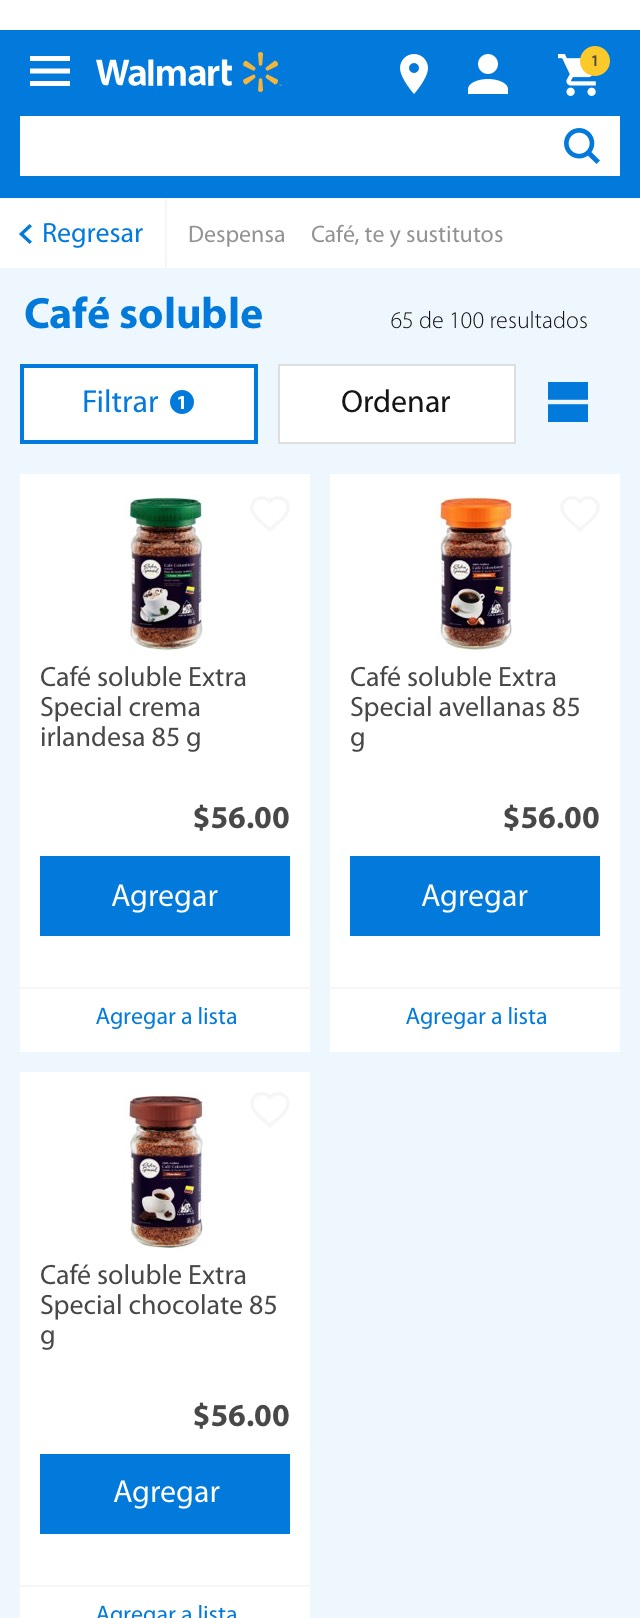 Walmart
1
Regresar
Despensa
Café, te y sustitutos
Café soluble
65 de 100 resultados
Filtrar 1
Ordenar
Café soluble Extra
Special crema
irlandesa 85 g
$56.00
Agregar
Agregar a lista
Café soluble Extra
Special avellanas 85
g
$56.00
Agregar
Agregar a lista
Café soluble Extra
Special chocolate 85
g
$56.00
Agregar
Agregar a lista